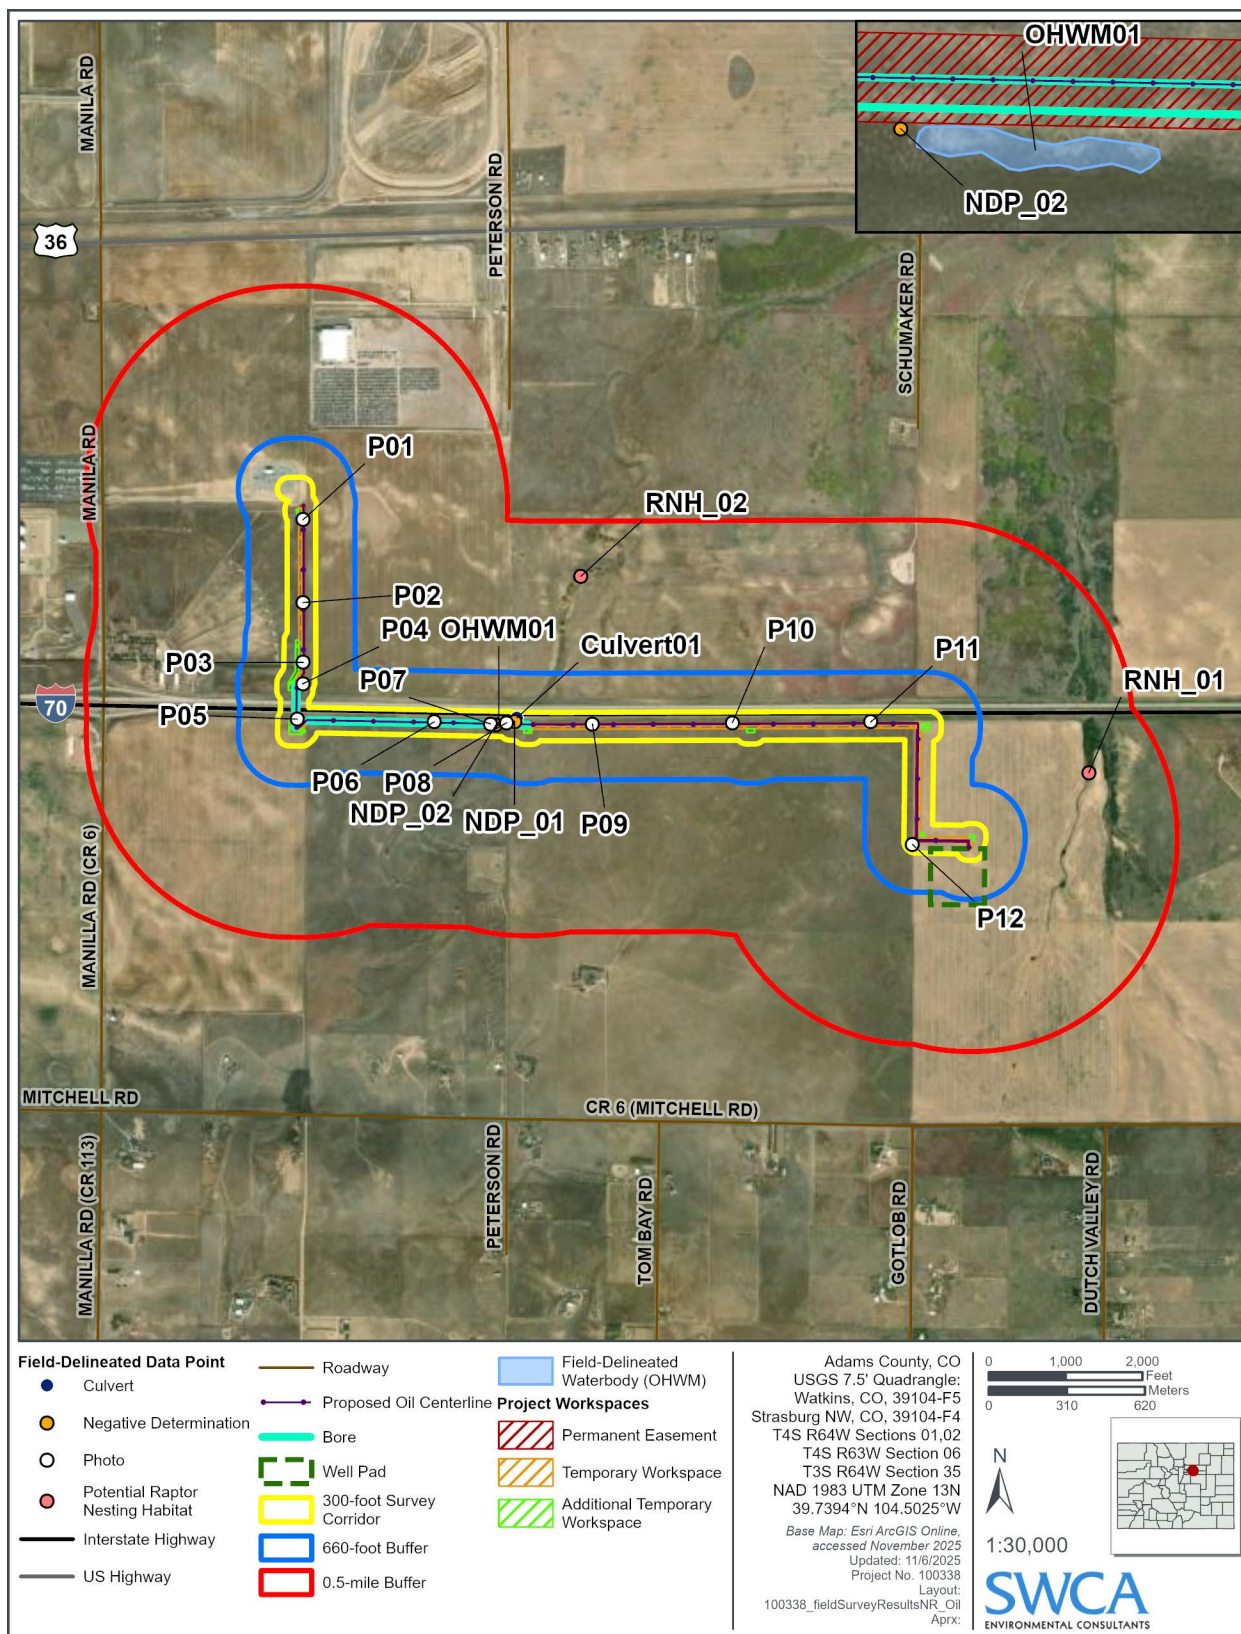 OHWM01
NDP_02
MANILA RD
PETERSON RD
36
SCHUMAKER RD
MANILA RD
P01
RNH_02
P02
P04
OHWM01
Culvert01
P10
P11
P03
P07
RNH_01
70
P05
P06
P08
NDP_02
NDP_01
P09
P12
MANILLA RD (CR 6)
MITCHELL RD
CR 6 (MITCHELL RD)
MANILLA RD (CR 113)
PETERSON RD
TOM BAY RD
GOTLOB RD
DUTCH VALLEY RD
Field-Delineated Data Point
Culvert
Negative Determination
Photo
Potential Raptor
Nesting Habitat
Interstate Highway
US Highway
Roadway
Proposed Oil Centerline
Bore
Well Pad
300-foot Survey
Corridor
660-foot Buffer
0.5-mile Buffer
Field-Delineated
Waterbody (OHWM)
Project Workspaces
Permanent Easement
Temporary Workspace
Additional Temporary
Workspace
Adams County, CO
USGS 7.5' Quadrangle:
Watkins, CO, 39104-F5
Strasburg NW, CO, 39104-F4
T4S R64W Sections 01,02
T4S R63W Section 06
T3S R64W Section 35
NAD 1983 UTM Zone 13N
39.7394°N 104.5025°W
Base Map: Esri ArcGIS Online,
accessed November 2025
Updated: 11/6/2025
Project No. 100338
Layout:
100338_fieldSurveyResultsNR_Oil
Aprx:
0 1,000 2,000
Feet
Meters
0 310 620
N
1:30,000
SWCA
ENVIRONMENTAL CONSULTANTS